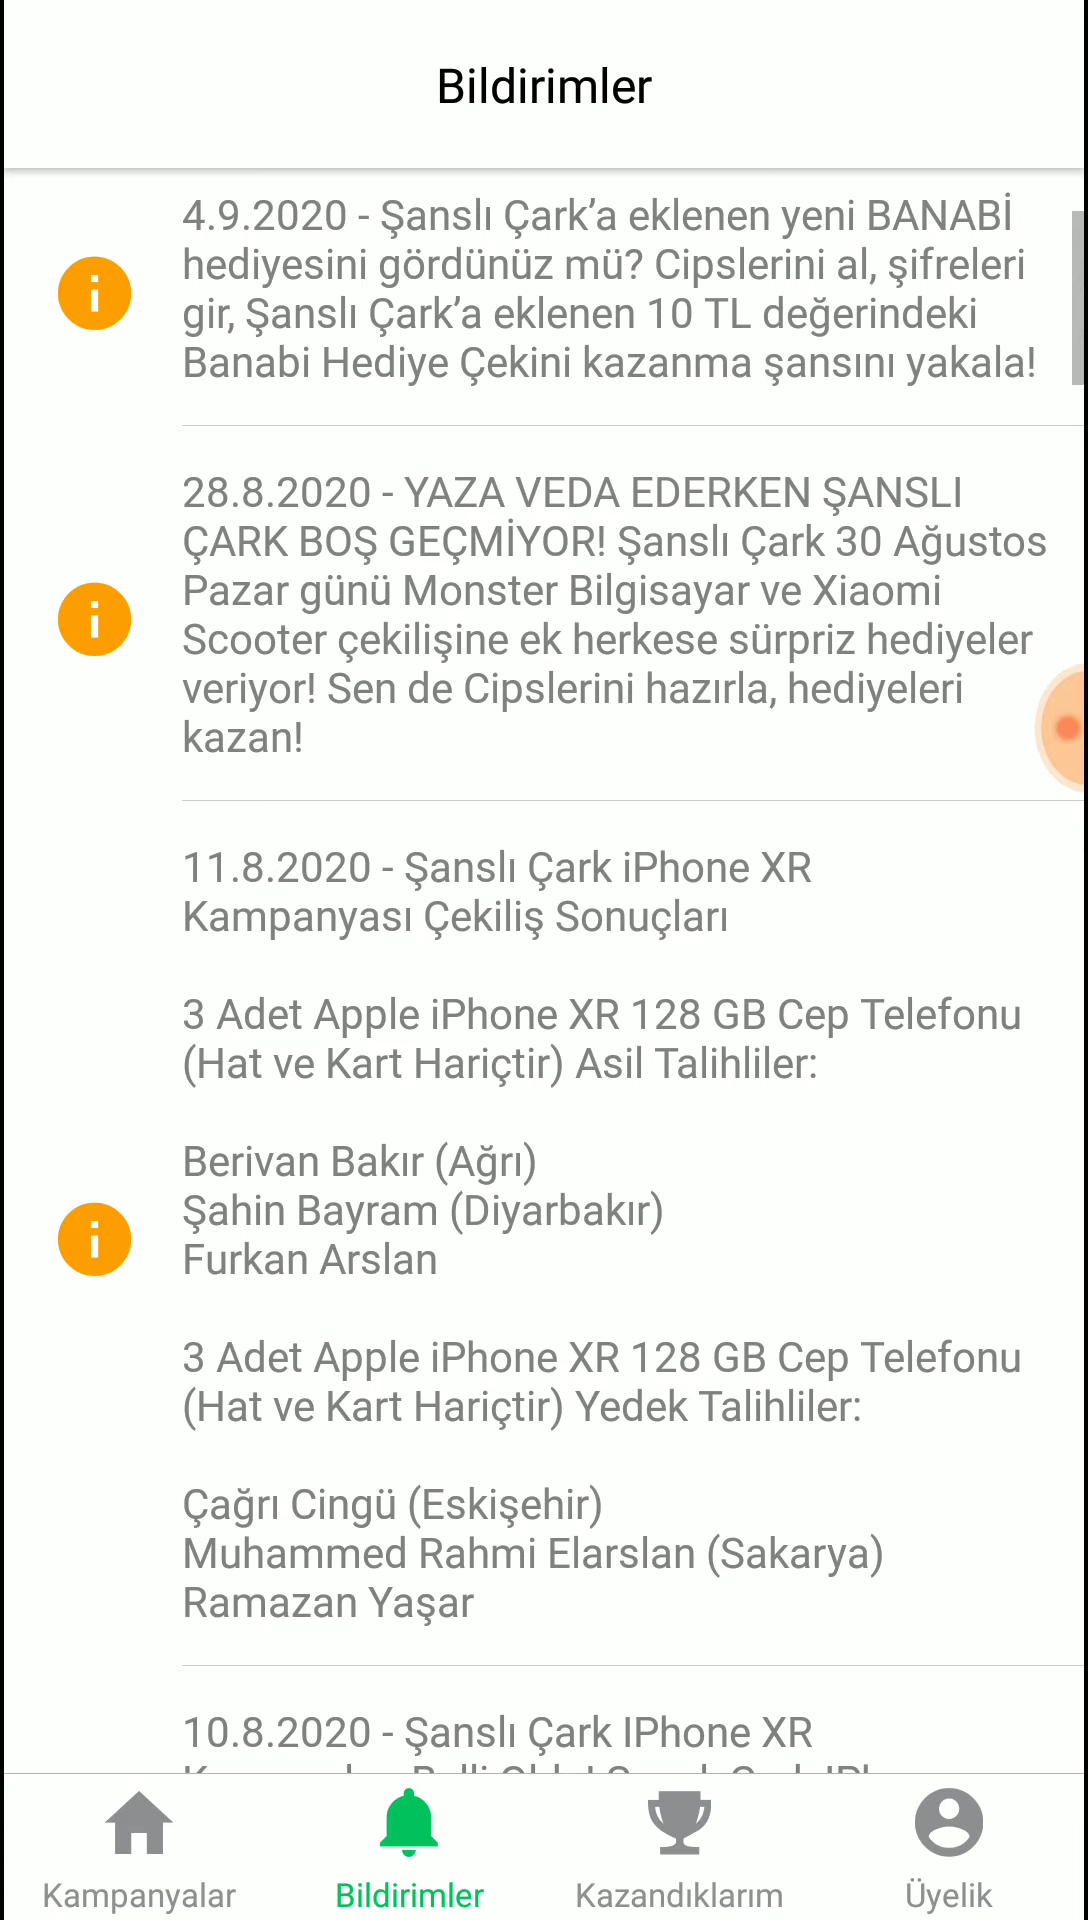 Bildirimler
4.9.2020 - Şanslı Çark’a eklenen yeni BANABİ
hediyesini gördünüz mü? Cipslerini al, şifreleri
gir, Şanslı Çark’a eklenen 10 TL değerindeki
Banabi Hediye Çekini kazanma şansını yakala!
28.8.2020 - YAZA VEDA EDERKEN ŞANSLI
ÇARK BOŞ GEÇMİYOR! Şanslı Çark 30 Ağustos
Pazar günü Monster Bilgisayar ve Xiaomi
Scooter çekilişine ek herkese sürpriz hediyeler
veriyor! Sen de Cipslerini hazırla, hediyeleri
kazan!
11.8.2020 - Şanslı Çark iPhone XR
Kampanyası Çekiliş Sonuçları
3 Adet Apple iPhone XR 128 GB Cep Telefonu
(Hat ve Kart Hariçtir) Asil Talihliler:
Berivan Bakır (Ağrı)
Şahin Bayram (Diyarbakır)
Furkan Arslan
3 Adet Apple iPhone XR 128 GB Cep Telefonu
(Hat ve Kart Hariçtir) Yedek Talihliler:
Çağrı Cingü (Eskişehir)
Muhammed Rahmi Elarslan (Sakarya)
Ramazan Yaşar
10.8.2020 - Şanslı Çark IPhone XR
Kampanyalar
Bildirimler
Kazandıklarım
Üyelik